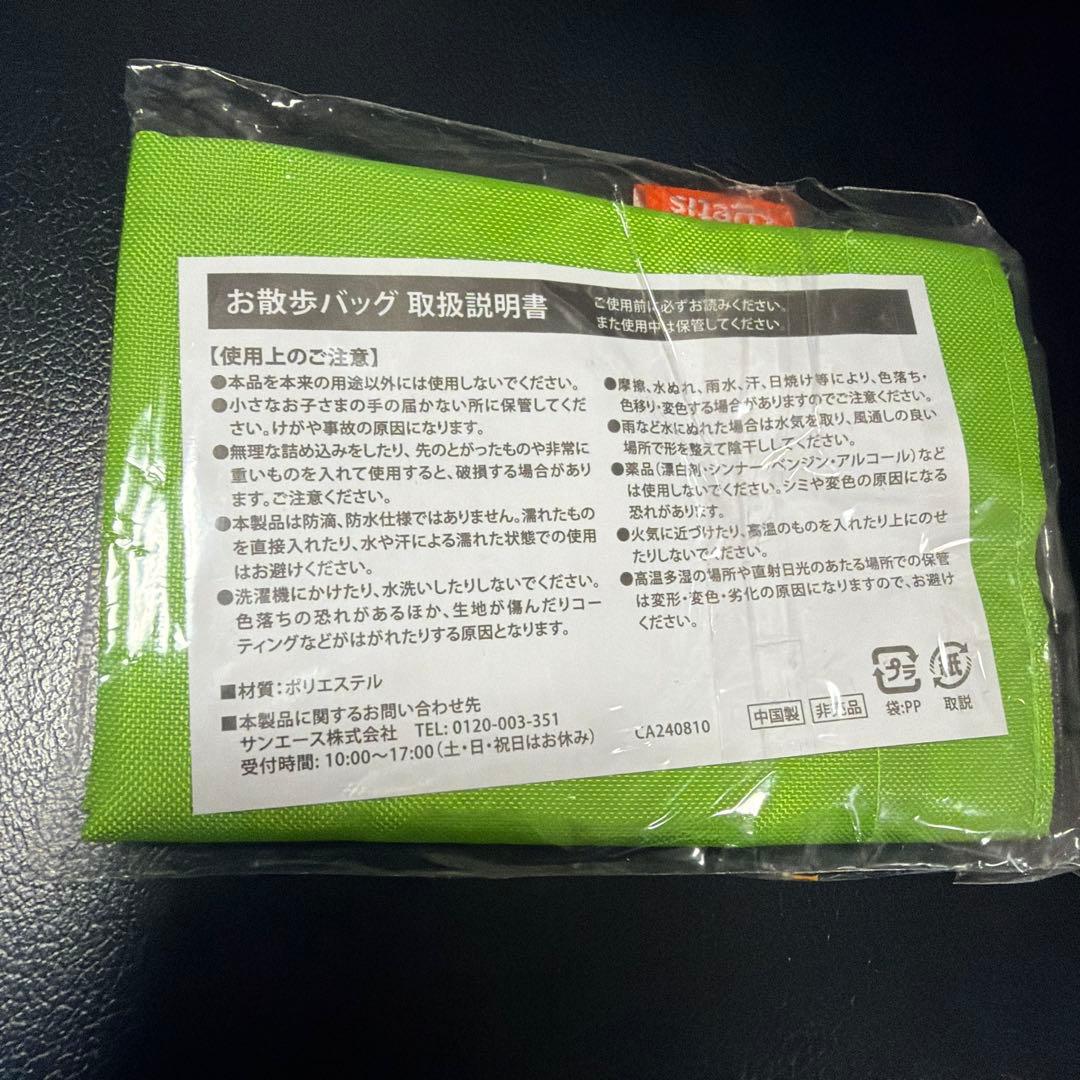 お散歩バッグ 取扱説明書
ご使用前に必ずお読みください。
また使用中は保管してください
【使用上のご注意】
●本品を本来の用途以外には使用しないでください。
●小さなお子さまの手の届かない所に保管してくだ
さい。けがや事故の原因になります。
●無理な詰め込みをしたり、先のとがったものや非常に
重いものを入れて使用すると、破損する場合があり
ます。ご注意ください。
●本製品は防滴、防水仕様ではありません。濡れたもの
を直接入れたり、水や汗による濡れた状態での使用
はお避けください。
●洗濯機にかけたり、水洗いしたりしないでください。
色落ちの恐れがあるほか、生地が傷んだりコー
ティングなどがはがれたりする原因となります。
●摩擦、水ぬれ、雨水、汗、日焼け等により、色落ち・
色移り・変色する場合がありますのでご注意ください。
●雨など水にぬれた場合は水気を取り、風通しの良い
場所で形を整えて陰干ししてください。
●薬品(漂白剤・シンナー・ベンジン・アルコール)など
は使用しないでください。シミや変色の原因になる
恐れがあります。
●火気に近づけたり、高温のものを入れたり上にのせ
たりしないでください。
●高温多湿の場所や直射日光のあたる場所での保管
は変形・変色・劣化の原因になりますので、お避け
ください。
■材質:ポリエステル
■本製品に関するお問い合わせ先
サンエース株式会社 TEL: 0120-003-351
受付時間: 10:00〜17:00(土・日・祝日はお休み)
CA240810
中国製
非売品
プラ
袋:PP
紙
取説